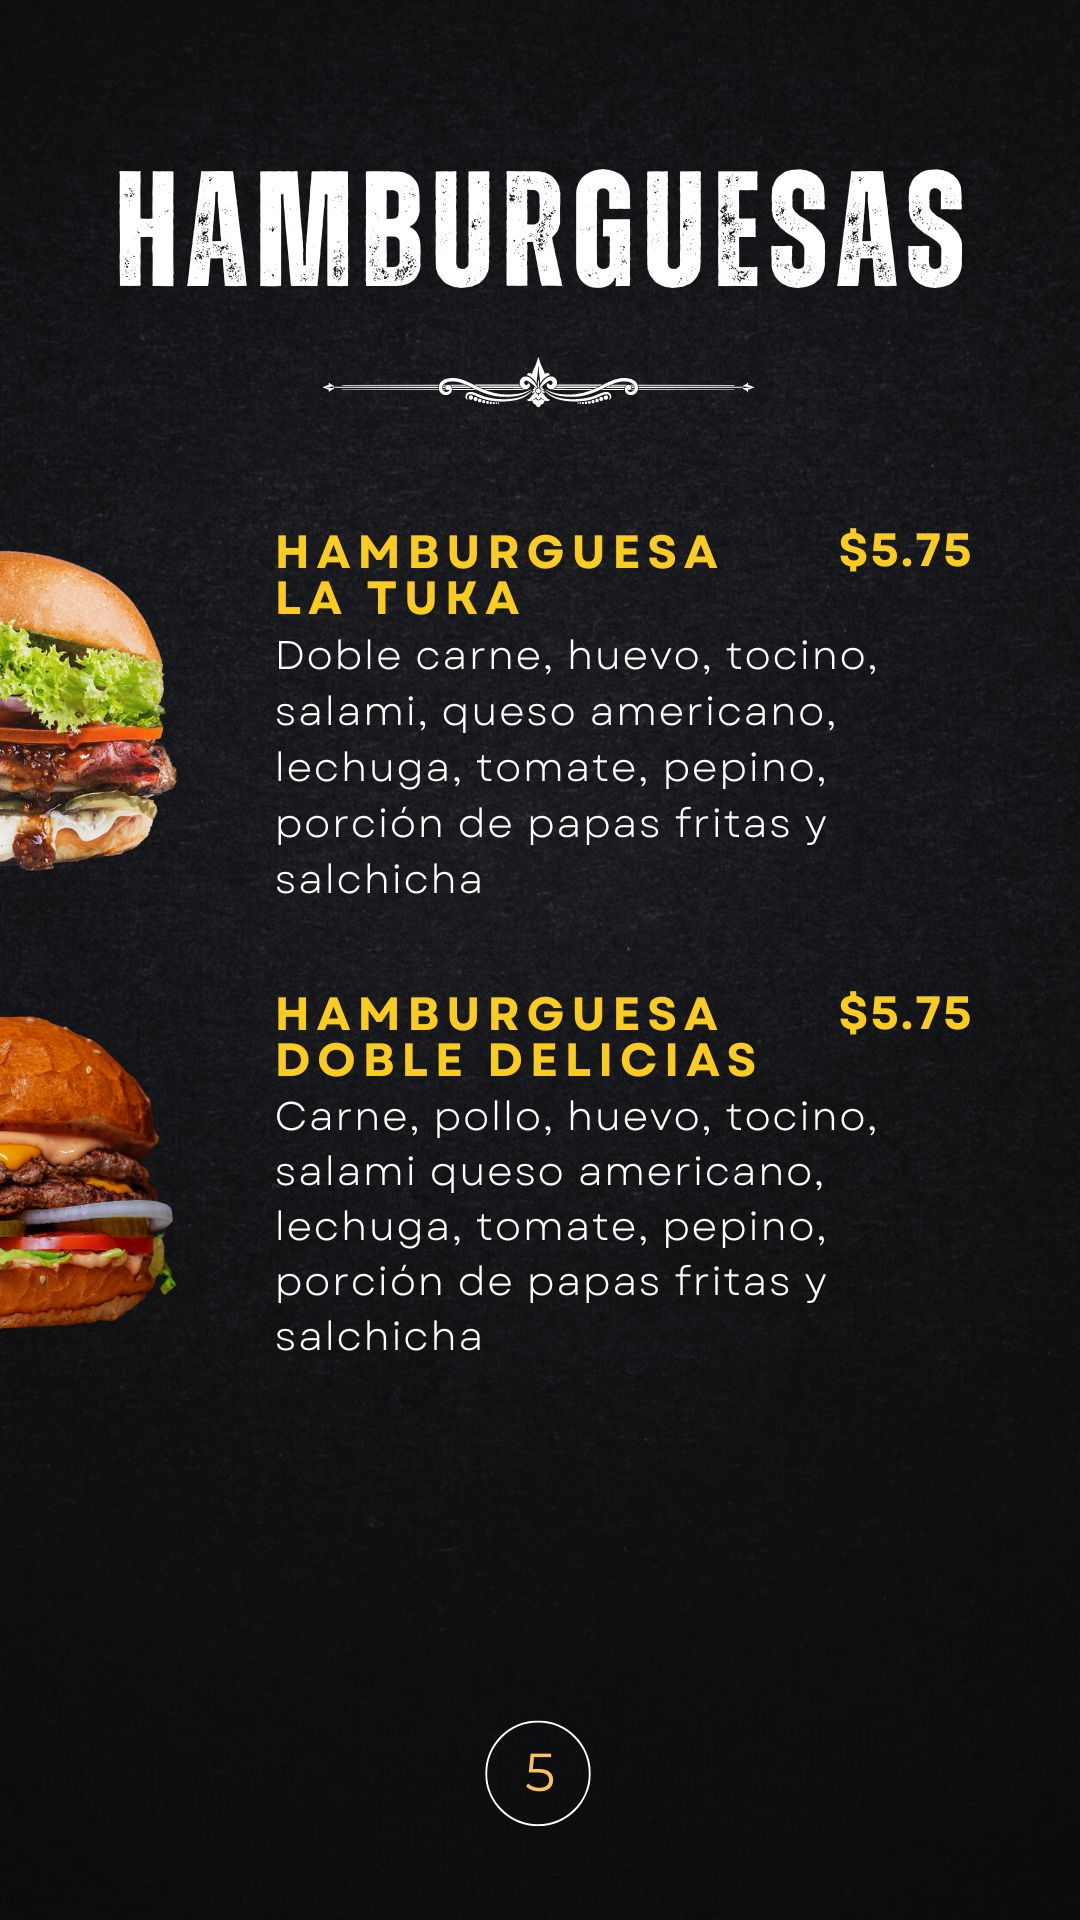 HAMBURGUESAS
HAMBURGUESA $5.75
LA TUKA
Doble carne, huevo, tocino,
salami, queso americano,
lechuga, tomate, pepino,
porción de papas fritas y
salchicha
HAMBURGUESA $5.75
DOBLE DELICIAS
Carne, pollo, huevo, tocino,
salami queso americano,
lechuga, tomate, pepino,
porción de papas fritas y
salchicha
5